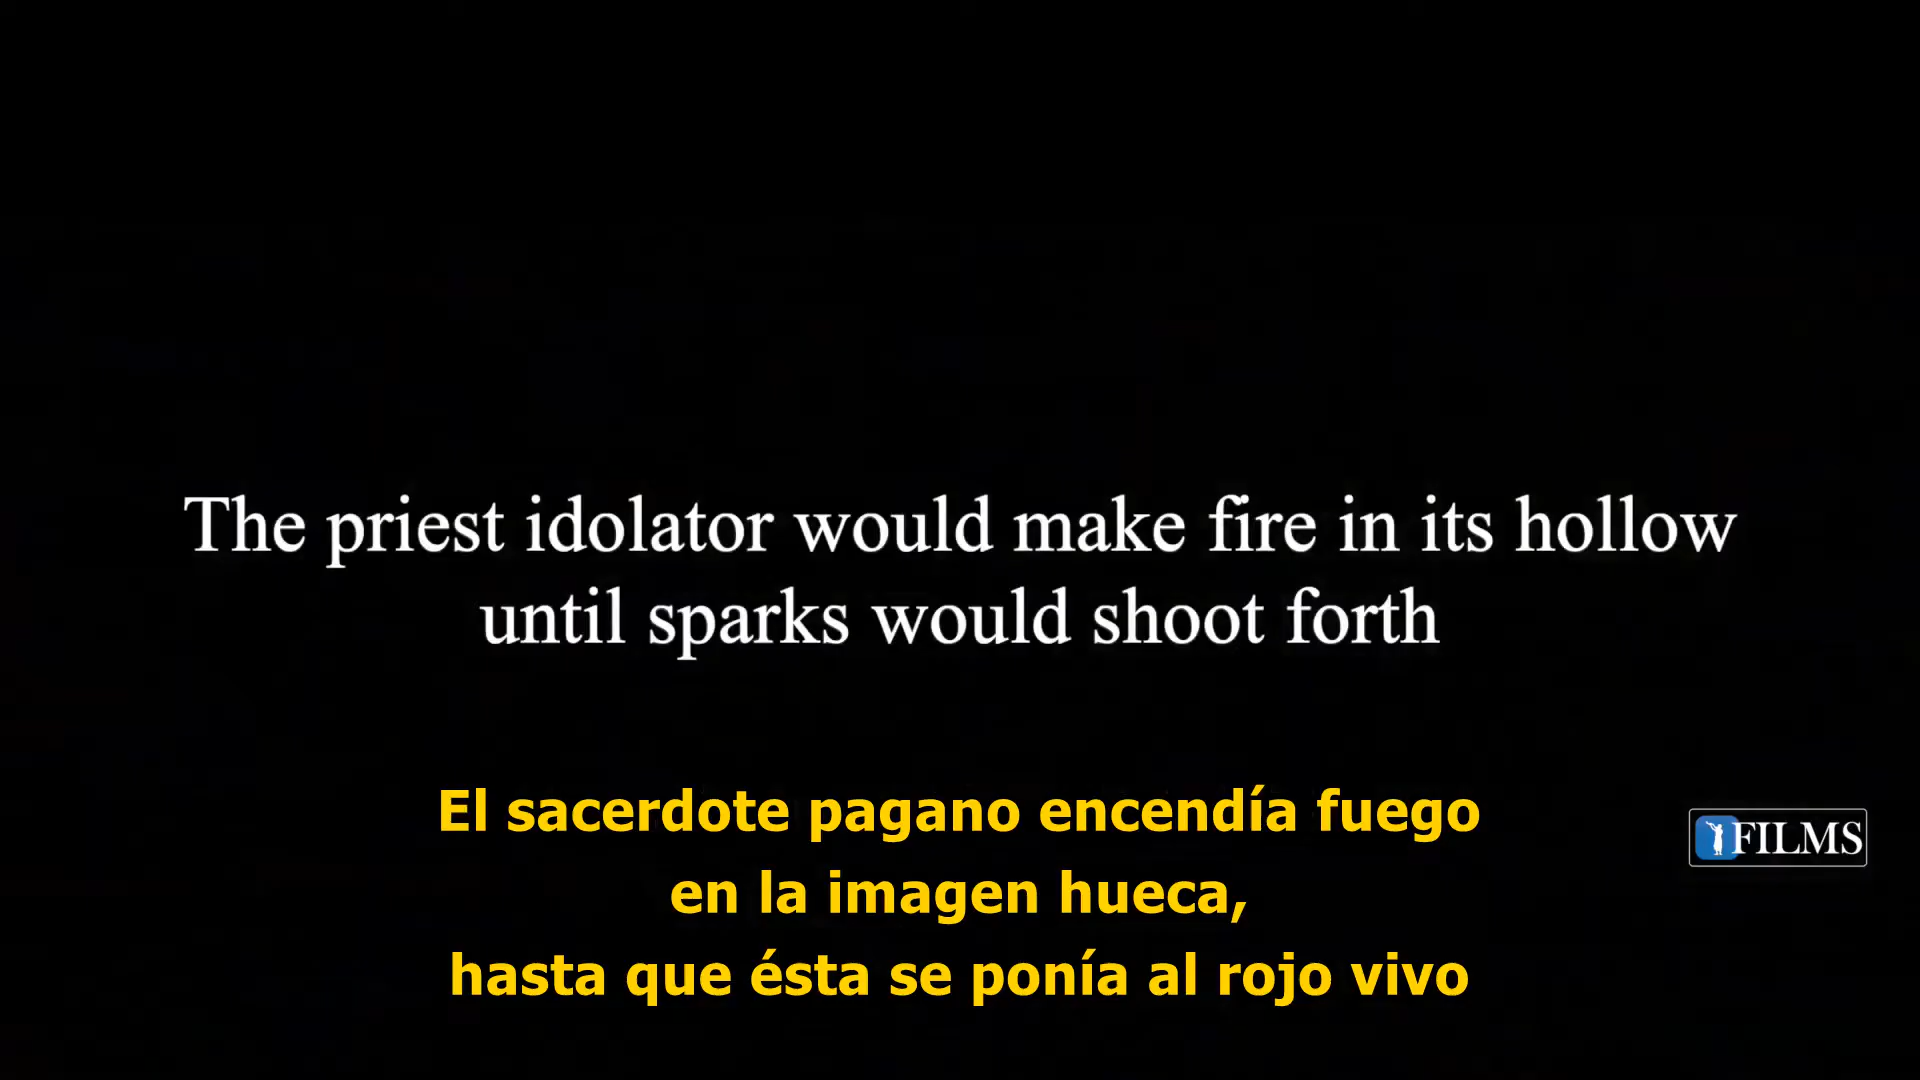 The priest idolator would make fire in its hollow
until sparks would shoot forth
El sacerdote pagano encendía fuego
en la imagen hueca,
FILMS
hasta que ésta se ponía al rojo vivo